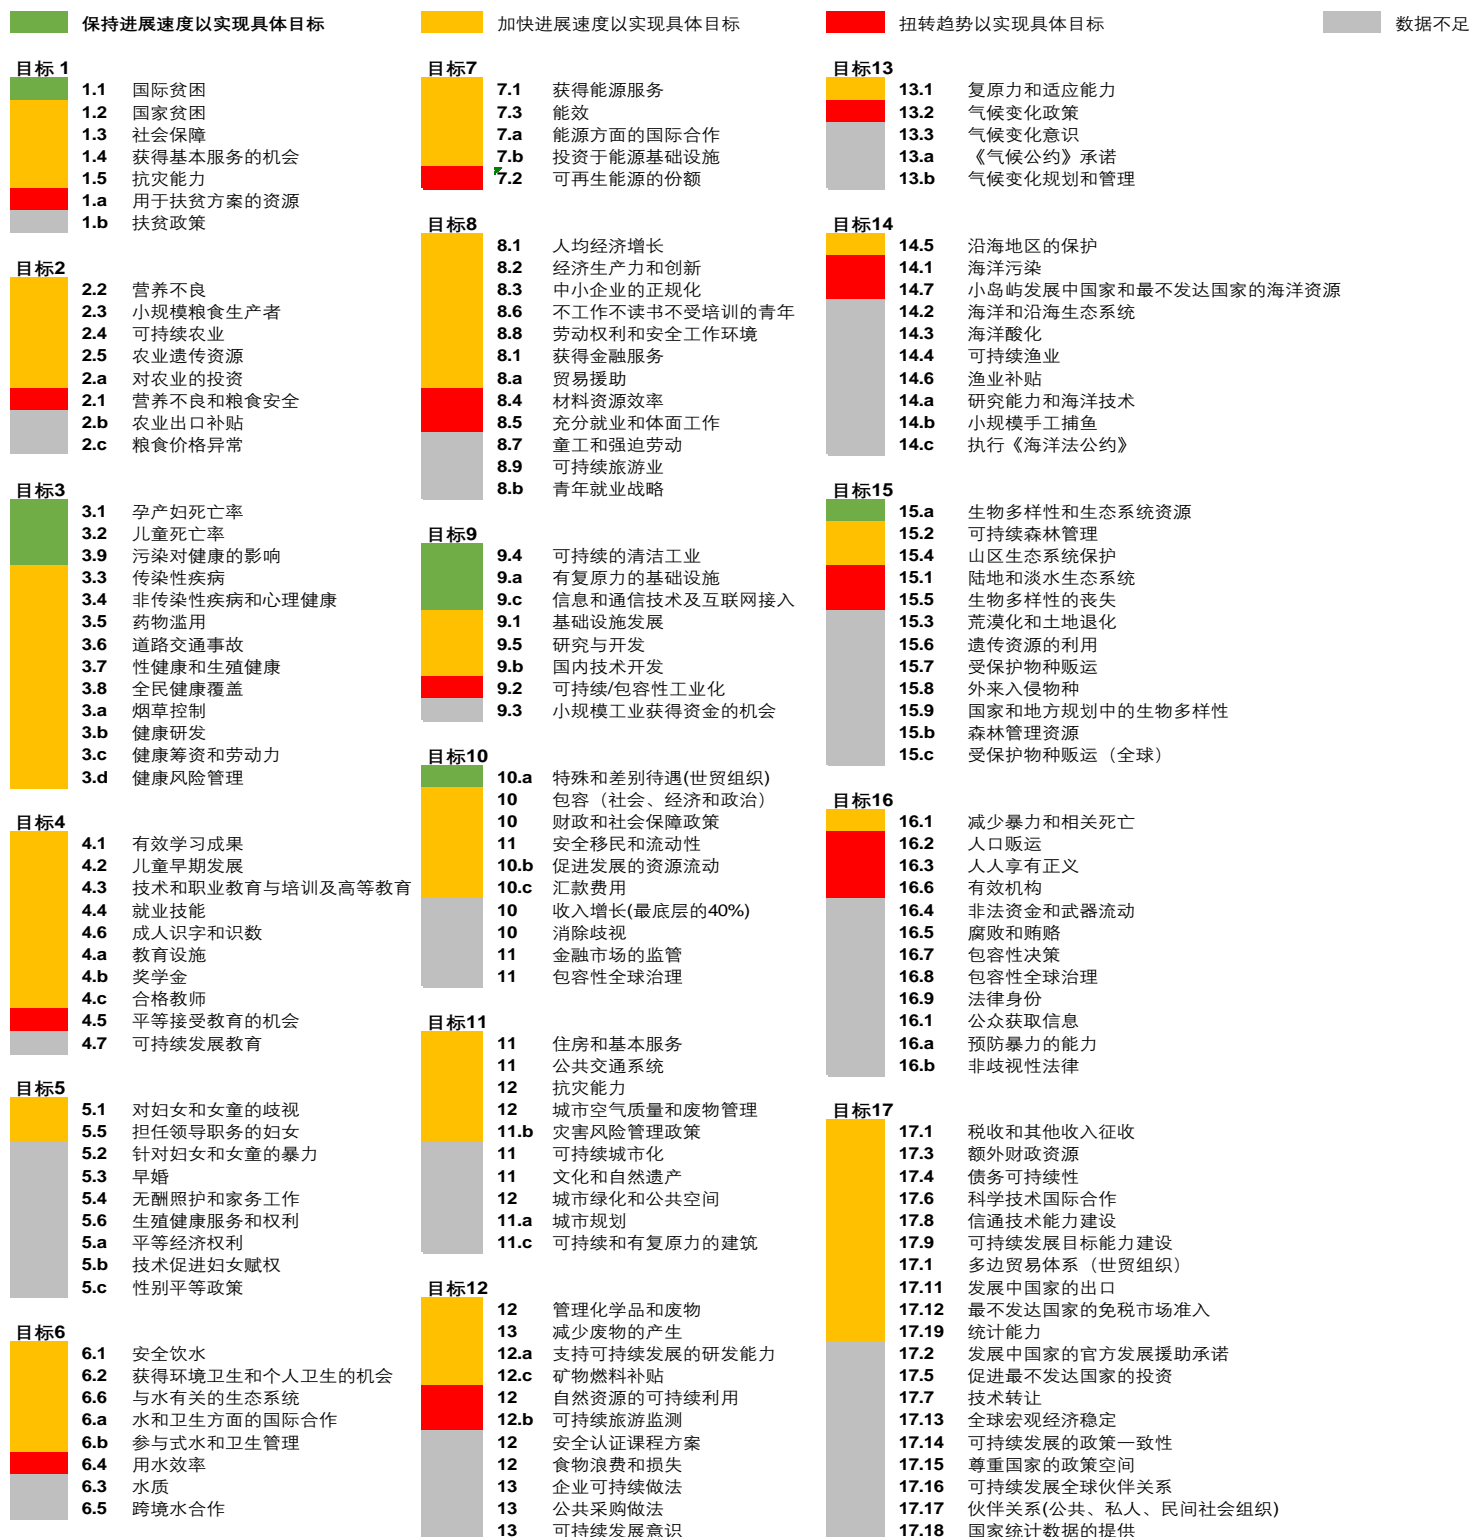 保持进展速度以实现具体目标
加快进展速度以实现具体目标
扭转趋势以实现具体目标
数据不足
目标 1
1.1 国际贫困
1.2 国家贫困
1.3 社会保障
1.4 获得基本服务的机会
1.5 抗灾能力
1.a 用于扶贫方案的资源
1.b 扶贫政策
目标2
2.2 营养不良
2.3 小规模粮食生产者
2.4 可持续农业
2.5 农业遗传资源
2.a 对农业的投资
2.1 营养不良和粮食安全
2.b 农业出口补贴
2.c 粮食价格异常
目标3
3.1 孕产妇死亡率
3.2 儿童死亡率
3.9 污染对健康的影响
3.3 传染性疾病
3.4 非传染性疾病和心理健康
3.5 药物滥用
3.6 道路交通事故
3.7 性健康和生殖健康
3.8 全民健康覆盖
3.a 烟草控制
3.b 健康研发
3.c 健康筹资和劳动力
3.d 健康风险管理
目标4
4.1 有效学习成果
4.2 儿童早期发展
4.3 技术和职业教育与培训及高等教育
4.4 就业技能
4.6 成人识字和识数
4.a 教育设施
4.b 奖学金
4.c 合格教师
4.5 平等接受教育的机会
4.7 可持续发展教育
目标5
5.1 对妇女和女童的歧视
5.5 担任领导职务的妇女
5.2 针对妇女和女童的暴力
5.3 早婚
5.4 无酬照护和家务工作
5.6 生殖健康服务和权利
5.a 平等经济权利
5.b 技术促进妇女赋权
5.c 性别平等政策
目标6
6.1 安全饮水
6.2 获得环境卫生和个人卫生的机会
6.6 与水有关的生态系统
6.a 水和卫生方面的国际合作
6.b 参与式水和卫生管理
6.4 用水效率
6.3 水质
6.5 跨境水合作
目标7
7.1 获得能源服务
7.3 能效
7.a 能源方面的国际合作
7.b 投资于能源基础设施
7.2 可再生能源的份额
目标8
8.1 人均经济增长
8.2 经济生产力和创新
8.3 中小企业的正规化
8.6 不工作不读书不受培训的青年
8.8 劳动权利和安全工作环境
8.1 获得金融服务
8.a 贸易援助
8.4 材料资源效率
8.5 充分就业和体面工作
8.7 童工和强迫劳动
8.9 可持续旅游业
8.b 青年就业战略
目标9
9.4 可持续的清洁工业
9.a 有复原力的基础设施
9.c 信息和通信技术及互联网接入
9.1 基础设施发展
9.5 研究与开发
9.b 国内技术开发
9.2 可持续/包容性工业化
9.3 小规模工业获得资金的机会
目标10
10.a 特殊和差别待遇(世贸组织)
10 包容（社会、经济和政治）
10 财政和社会保障政策
11 安全移民和流动性
10.b 促进发展的资源流动
10.c 汇款费用
10 收入增长(最底层的40%)
10 消除歧视
11 金融市场的监管
11 包容性全球治理
目标11
11 住房和基本服务
11 公共交通系统
12 抗灾能力
12 城市空气质量和废物管理
11.b 灾害风险管理政策
11 可持续城市化
11 文化和自然遗产
12 城市绿化和公共空间
11.a 城市规划
11.c 可持续和有复原力的建筑
目标12
12 管理化学品和废物
13 减少废物的产生
12.a 支持可持续发展的研发能力
12.c 矿物燃料补贴
12 自然资源的可持续利用
12.b 可持续旅游监测
12 安全认证课程方案
12 食物浪费和损失
13 企业可持续做法
13 公共采购做法
13 可持续发展意识
目标13
13.1 复原力和适应能力
13.2 气候变化政策
13.3 气候变化意识
13.a 《气候公约》承诺
13.b 气候变化规划和管理
目标14
14.5 沿海地区的保护
14.1 海洋污染
14.7 小岛屿发展中国家和最不发达国家的海洋资源
14.2 海洋和沿海生态系统
14.3 海洋酸化
14.4 可持续渔业
14.6 渔业补贴
14.a 研究能力和海洋技术
14.b 小规模手工捕鱼
14.c 执行《海洋法公约》
目标15
15.a 生物多样性和生态系统资源
15.2 可持续森林管理
15.4 山区生态系统保护
15.1 陆地和淡水生态系统
15.5 生物多样性的丧失
15.3 荒漠化和土地退化
15.6 遗传资源的利用
15.7 受保护物种贩运
15.8 外来入侵物种
15.9 国家和地方规划中的生物多样性
15.b 森林管理资源
15.c 受保护物种贩运（全球）
目标16
16.1 减少暴力和相关死亡
16.2 人口贩运
16.3 人人享有正义
16.6 有效机构
16.4 非法资金和武器流动
16.5 腐败和贿赂
16.7 包容性决策
16.8 包容性全球治理
16.9 法律身份
16.1 公众获取信息
16.a 预防暴力的能力
16.b 非歧视性法律
目标17
17.1 税收和其他收入征收
17.3 额外财政资源
17.4 债务可持续性
17.6 科学技术国际合作
17.8 信通技术能力建设
17.9 可持续发展目标能力建设
17.1 多边贸易体系（世贸组织）
17.11 发展中国家的出口
17.12 最不发达国家的免税市场准入
17.19 统计能力
17.2 发展中国家的官方发展援助承诺
17.5 促进最不发达国家的投资
17.7 技术转让
17.13 全球宏观经济稳定
17.14 可持续发展的政策一致性
17.15 尊重国家的政策空间
17.16 可持续发展全球伙伴关系
17.17 伙伴关系(公共、私人、民间社会组织)
17.18 国家统计数据的提供